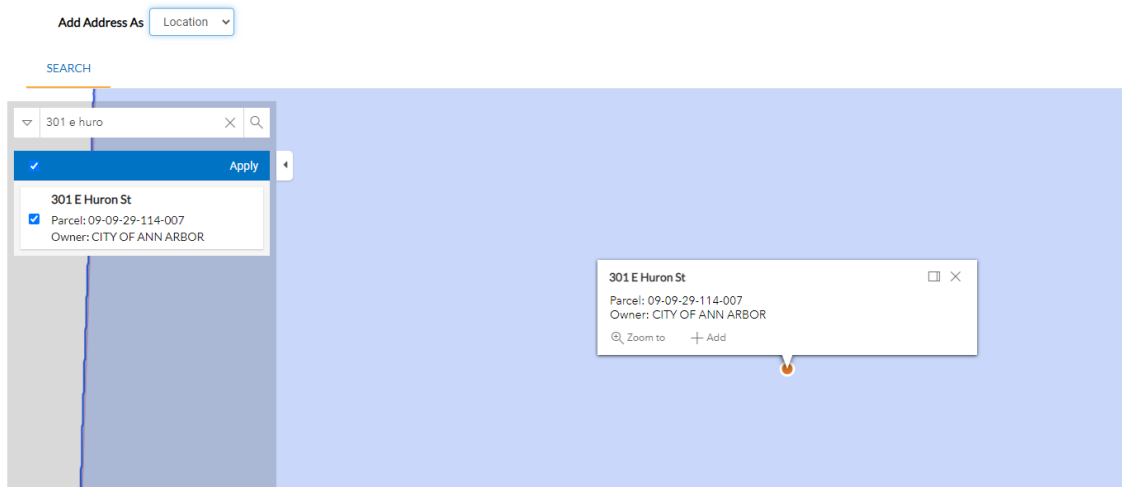 Add Address As Location
SEARCH
301 e huro
Apply
301 E Huron St
Parcel: 09-09-29-114-007
Owner: CITY OF ANN ARBOR
301 E Huron St
Parcel: 09-09-29-114-007
Owner: CITY OF ANN ARBOR
Zoom to Add